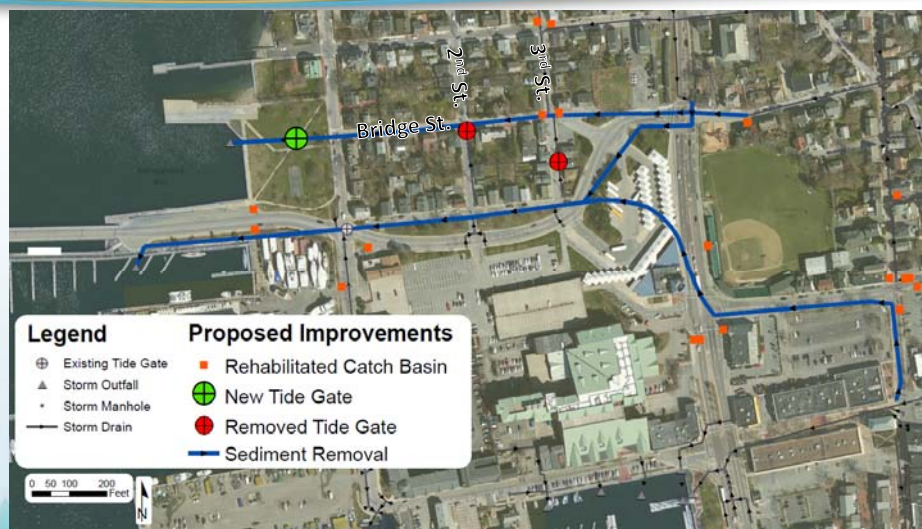 2nd St.
3rd St.
Bridge St.
Legend
Existing Tide Gate
Storm Outfall
Storm Manhole
Storm Drain
Proposed Improvements
Rehabilitated Catch Basin
New Tide Gate
Removed Tide Gate
Sediment Removal
0 50 100 200
Feet
N